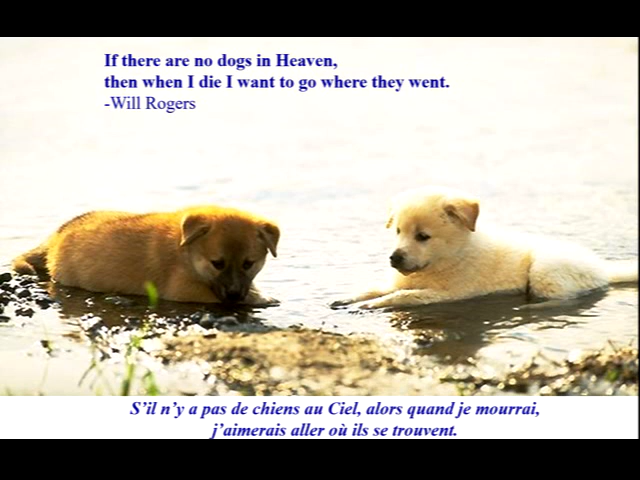 If there are no dogs in Heaven,
then when I die I want to go where they went.
-Will Rogers
S’il n’y a pas de chiens au Ciel, alors quand je mourrai,
j’aimerais aller où ils se trouvent.